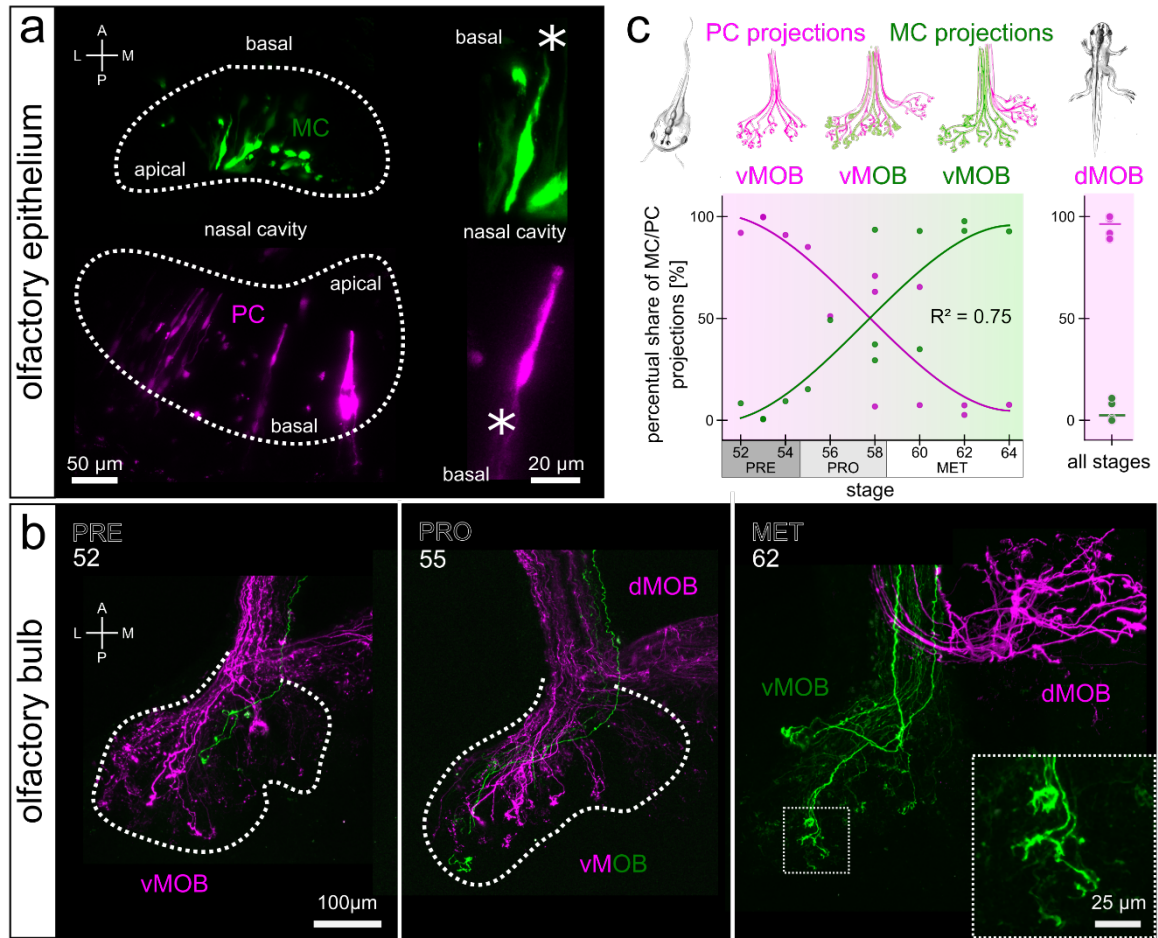 a
olfactory epithelium
A
L M
P
basal
MC
apical
nasal cavity
PC
apical
basal
50 µm
basal
*
nasal cavity
*
basal
20 µm
c
PC projections MC projections
vMOB vMOB vMOB dMOB
percentual share of MC/PC
projections [%]
100
50
0
R² = 0.75
52 54 56 58 60 62 64
PRE PRO MET
stage
100
50
0
all stages
b
olfactory bulb
PRE
52
A
L M
P
vMOB
100µm
PRO
55
dMOB
vMOB
MET
62
vMOB
dMOB
25 µm